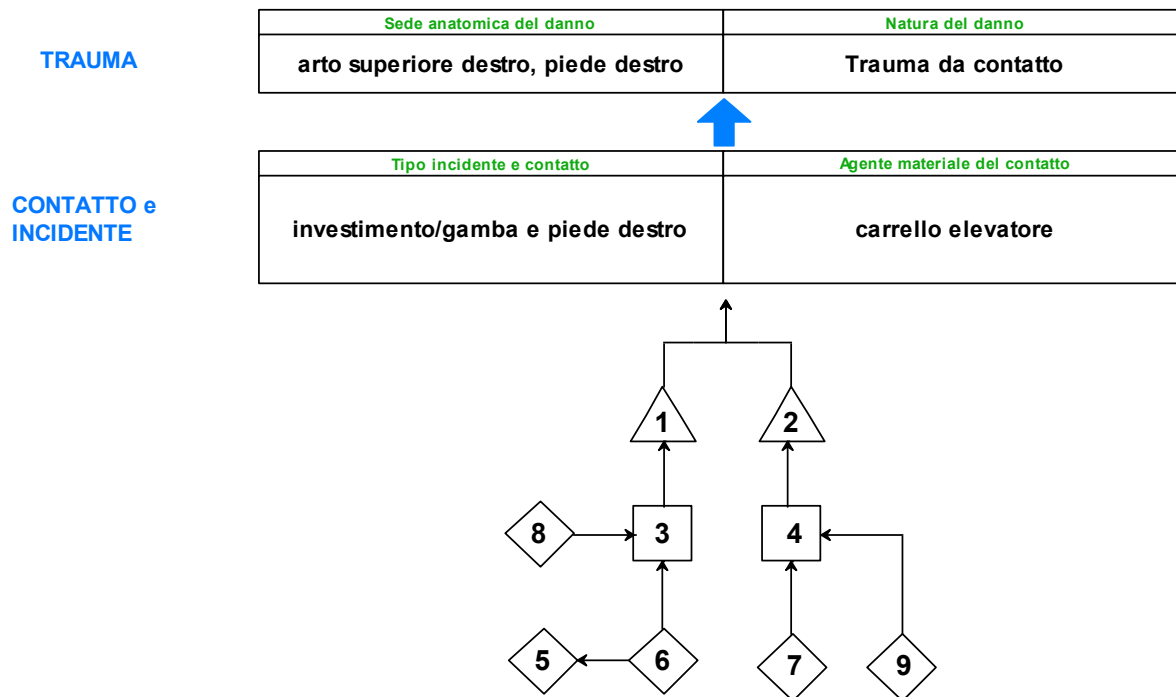 Sede anatomica del danno
Natura del danno
TRAUMA
arto superiore destro, piede destro
Trauma da contatto
Tipo incidente e contatto
Agente materiale del contatto
CONTATTO e
INCIDENTE
investimento/gamba e piede destro
carrello elevatore
1
2
8
3
4
5
6
7
9